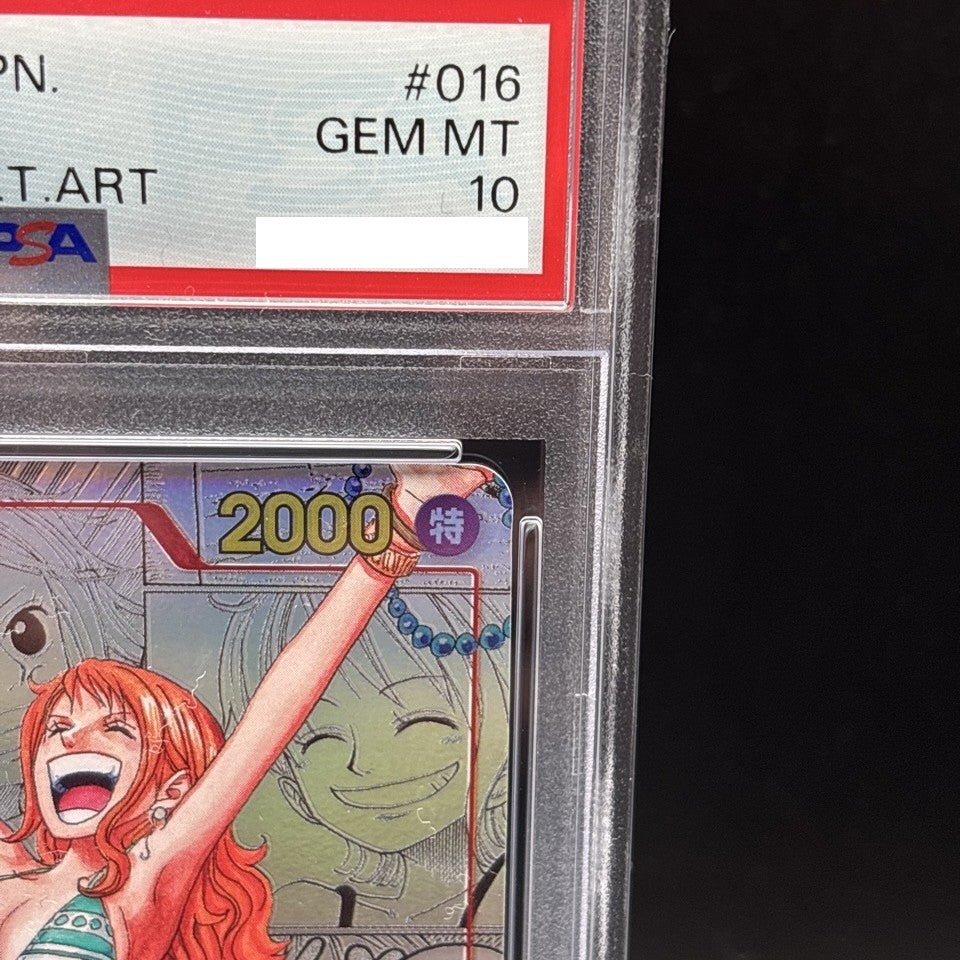 PN.
#016
GEM MT
.T.ART
10
PSA
2000
特